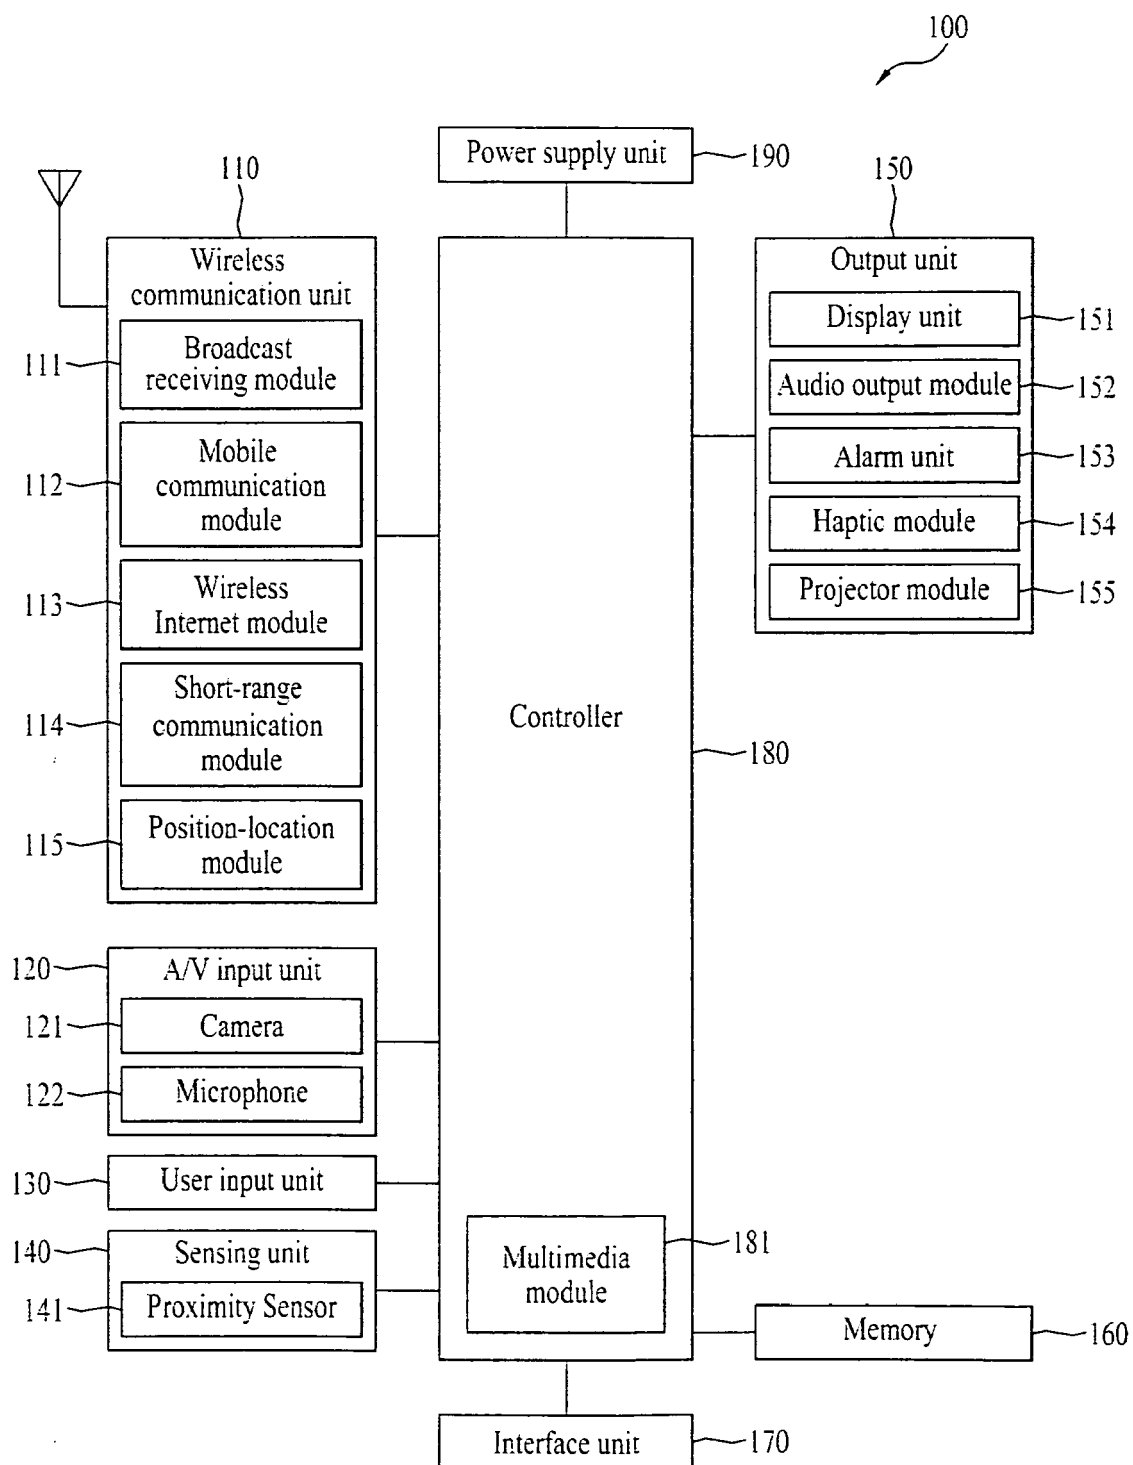 100
Power supply unit
190
110
Wireless
communication unit
111
Broadcast
receiving module
112
Mobile
communication
module
113
Wireless
Internet module
114
Short-range
communication
module
115
Position-location
module
120
A/V input unit
121
Camera
122
Microphone
130
User input unit
140
Sensing unit
141
Proximity Sensor
Controller
180
Multimedia
module
181
150
Output unit
Display unit
151
Audio output module
152
Alarm unit
153
Haptic module
154
Projector module
155
Memory
160
Interface unit
170